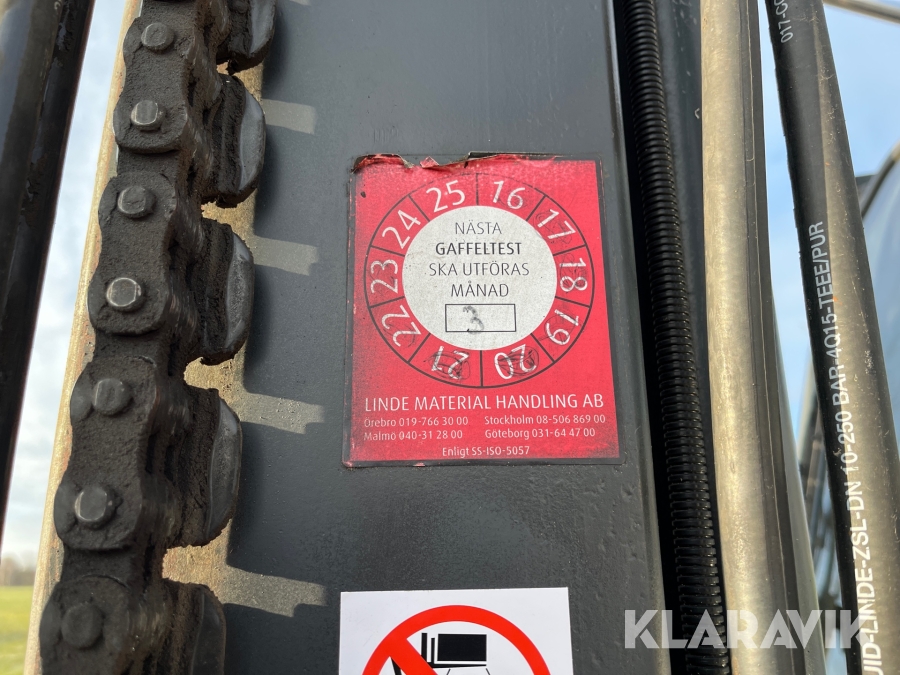 25 16 17 18 19 20 21 22 23 24
NÄSTA
GAFFELTEST
SKA UTFÖRAS
MÅNAD
3
LINDE MATERIAL HANDLING AB
Örebro 019-766 30 00 Stockholm 08-506 869 00
Malmö 040-31 28 00 Göteborg 031-64 47 00
Enligt SS-ISO-5057
UID-LINDE-ZSL-DN 10-250 BAR 4Q15-TEEE/PUR
KLARAVIK